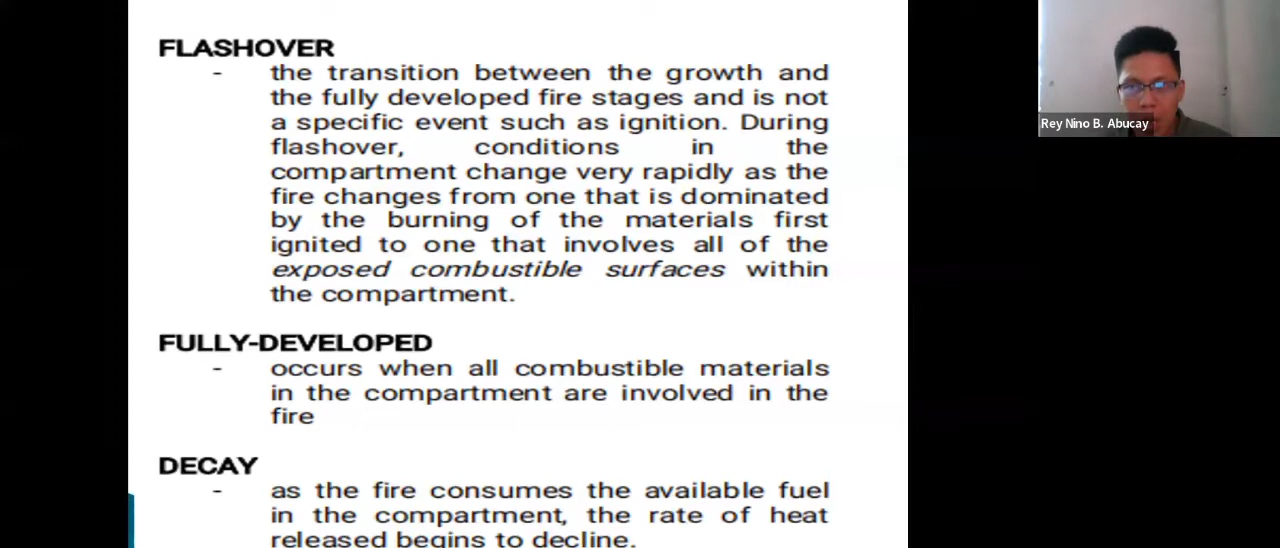 FLASHOVER
- the transition between the growth and
the fully developed fire stages and is not
a specific event such as ignition. During
flashover, conditions in the
compartment change very rapidly as the
fire changes from one that is dominated
by the burning of the materials first
ignited to one that involves all of the
exposed combustible surfaces within
the compartment.
FULLY-DEVELOPED
- occurs when all combustible materials
in the compartment are involved in the
fire
DECAY
- as the fire consumes the available fuel
in the compartment, the rate of heat
released begins to decline.
Rey Nino B. Abucay